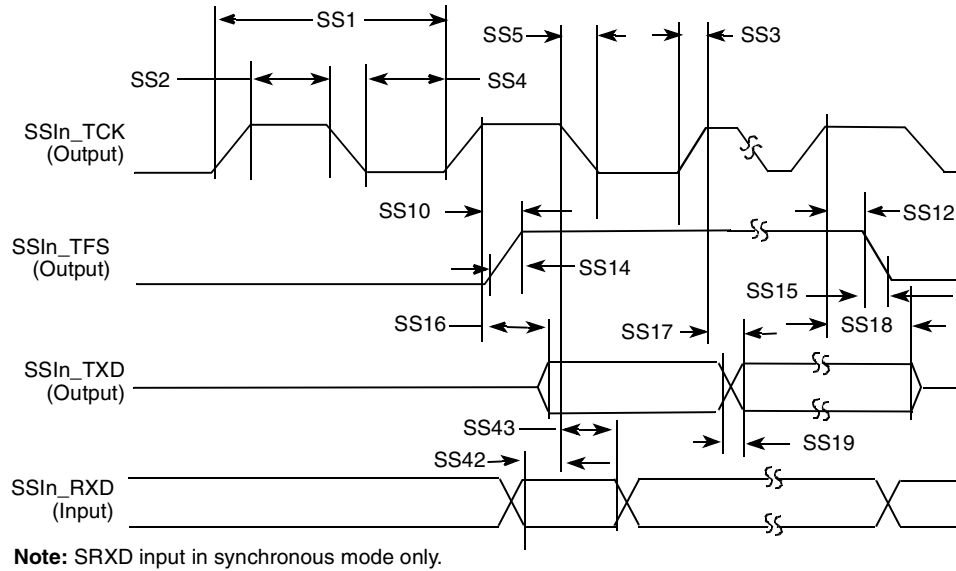 SS1
SS5
SS3
SS2
SS4
SSIn_TCK
(Output)
SS10
SS12
SSIn_TFS
(Output)
SS14
SS15
SS16
SS17
SS18
SSIn_TXD
(Output)
SS43
SS19
SS42
SSIn_RXD
(Input)
Note: SRXD input in synchronous mode only.